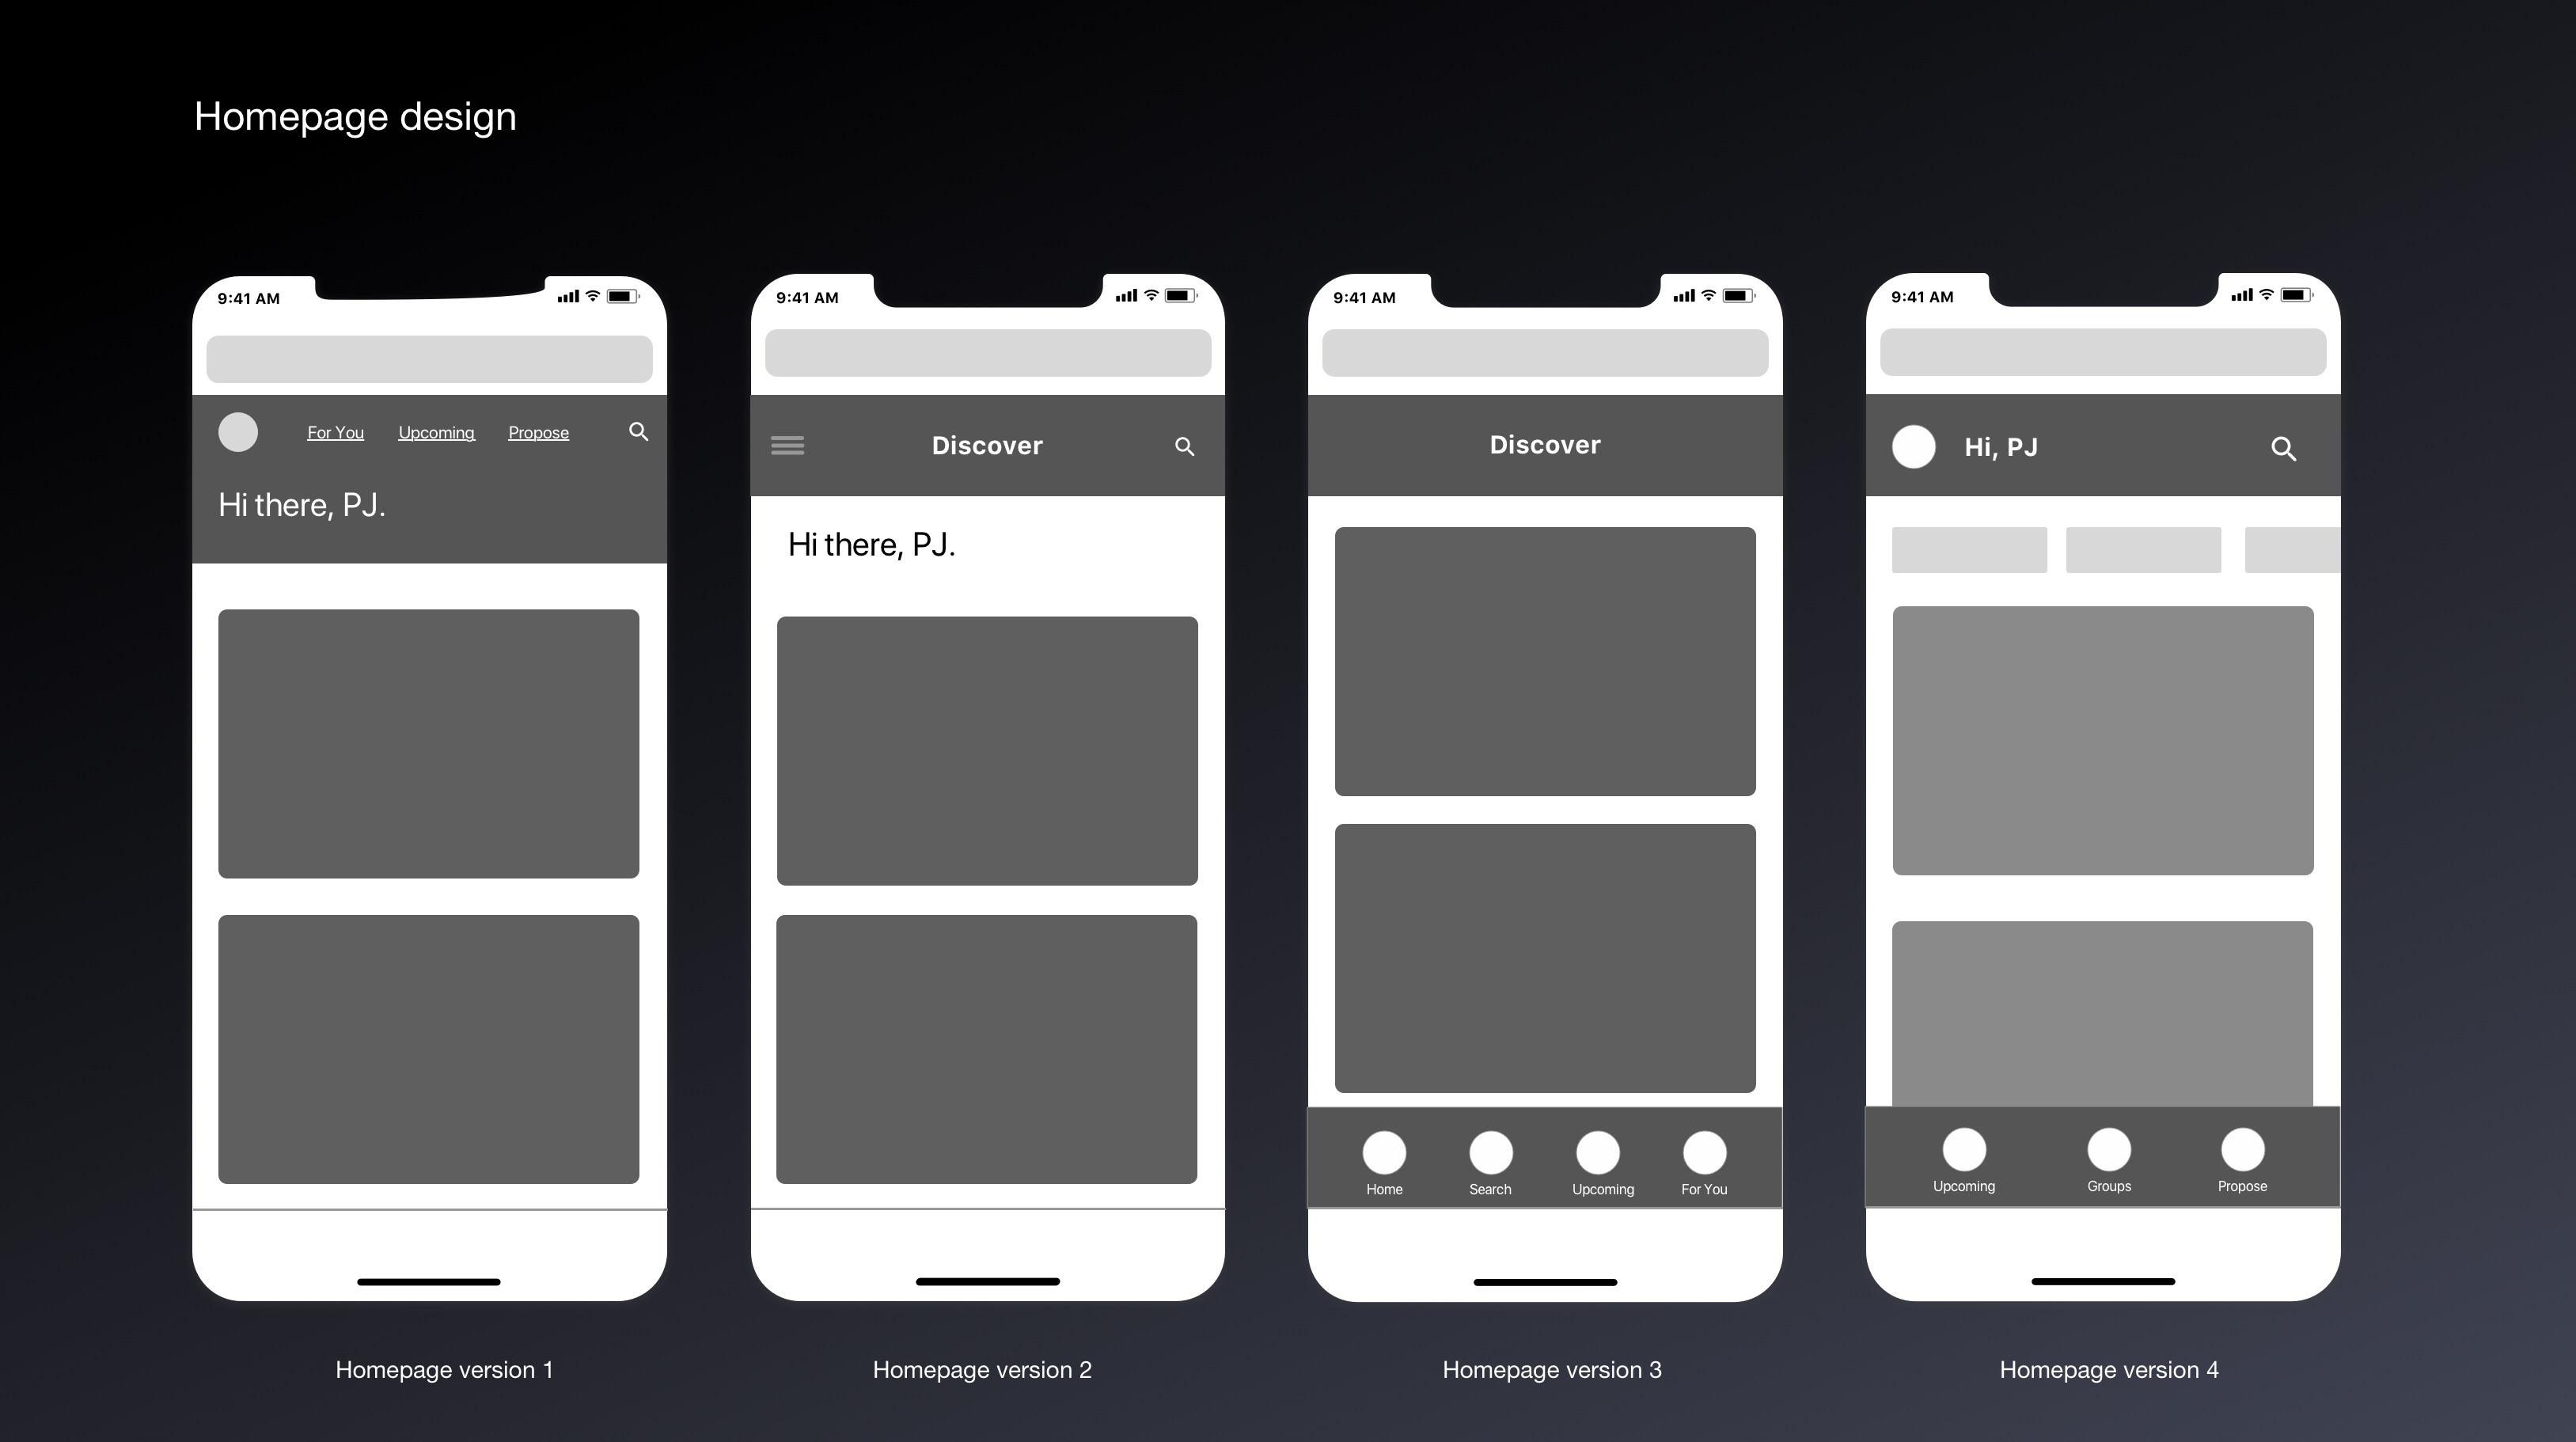 Homepage design
9:41 AM
For You Upcoming Propose
Hi there, PJ.
Homepage version 1
9:41 AM
Discover
Hi there, PJ.
Homepage version 2
9:41 AM
Discover
Home Search Upcoming For You
Homepage version 3
9:41 AM
Hi, PJ
Upcoming Groups Propose
Homepage version 4